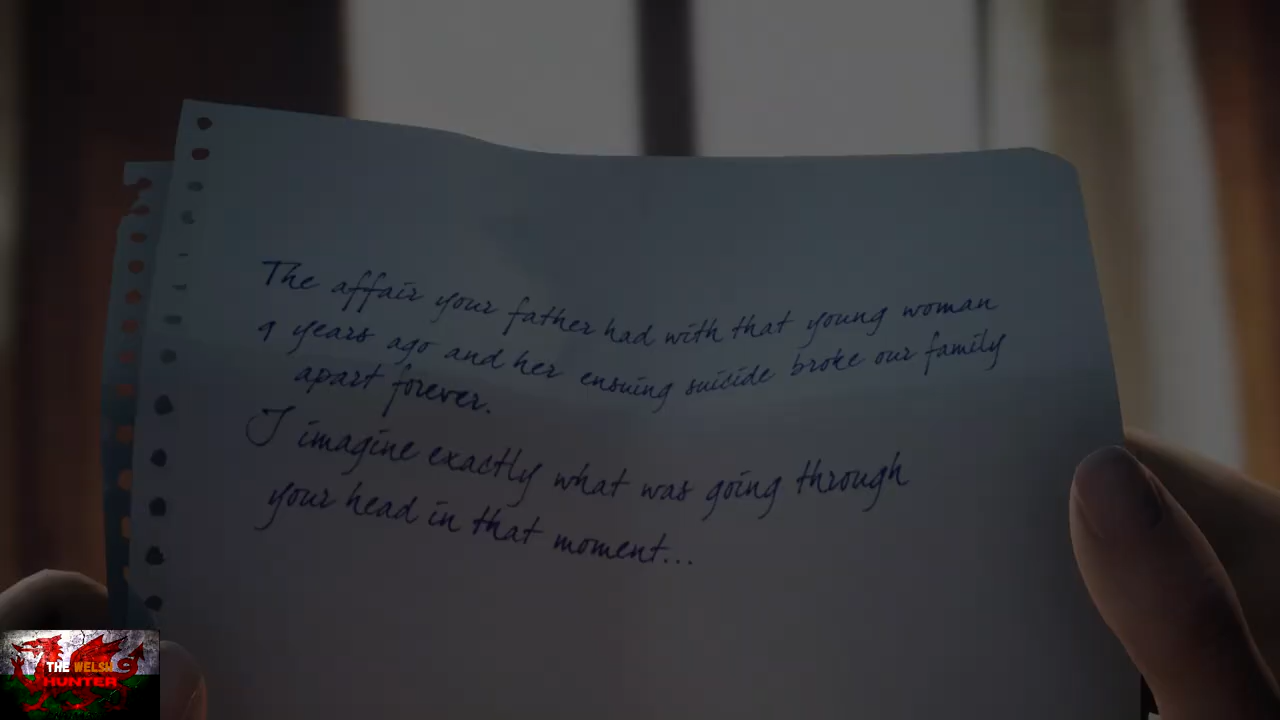 The affair your father had with that young woman
9 years ago and her ensuing suicide broke our family
apart forever.
I imagine exactly what was going through
your head in that moment...
THE WELSH
HUNTER